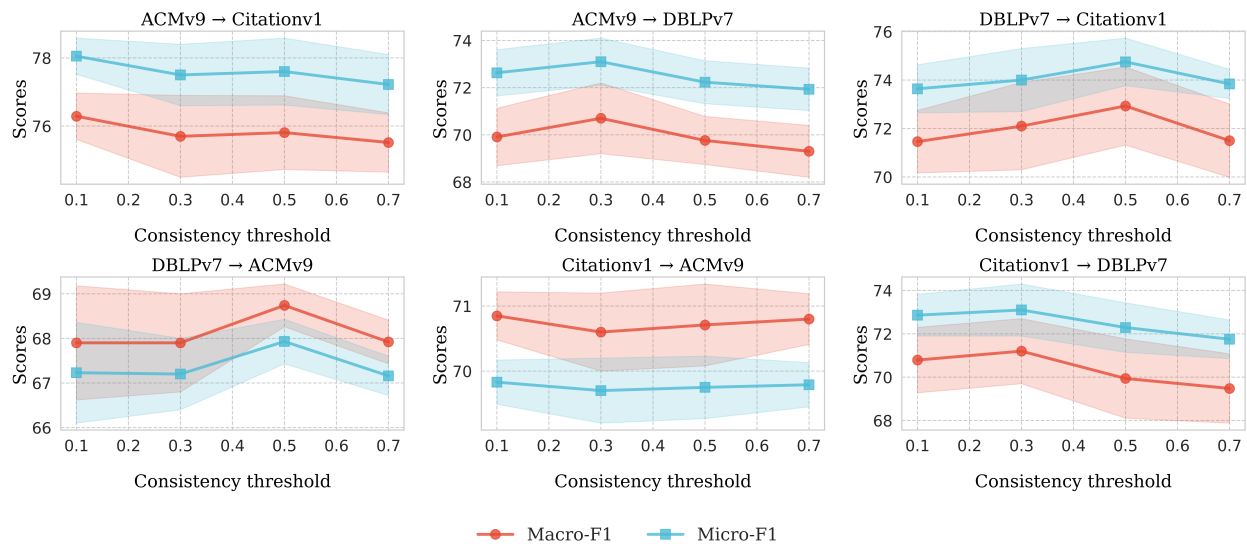 ACMv9 → Citationv1
Scores
78
76
0.1 0.2 0.3 0.4 0.5 0.6 0.7
Consistency threshold
ACMv9 → DBLPv7
Scores
74
72
70
68
0.1 0.2 0.3 0.4 0.5 0.6 0.7
Consistency threshold
DBLPv7 → Citationv1
Scores
76
74
72
70
0.1 0.2 0.3 0.4 0.5 0.6 0.7
Consistency threshold
DBLPv7 → ACMv9
Scores
69
68
67
66
0.1 0.2 0.3 0.4 0.5 0.6 0.7
Consistency threshold
Citationv1 → ACMv9
Scores
71
70
0.1 0.2 0.3 0.4 0.5 0.6 0.7
Consistency threshold
Citationv1 → DBLPv7
Scores
74
72
70
68
0.1 0.2 0.3 0.4 0.5 0.6 0.7
Consistency threshold
Macro-F1 Micro-F1